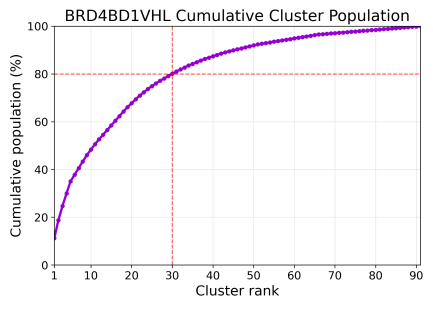 BRD4BD1VHL Cumulative Cluster Population
Cumulative population (%)
100
80
60
40
20
0
1 10 20 30 40 50 60 70 80 90
Cluster rank